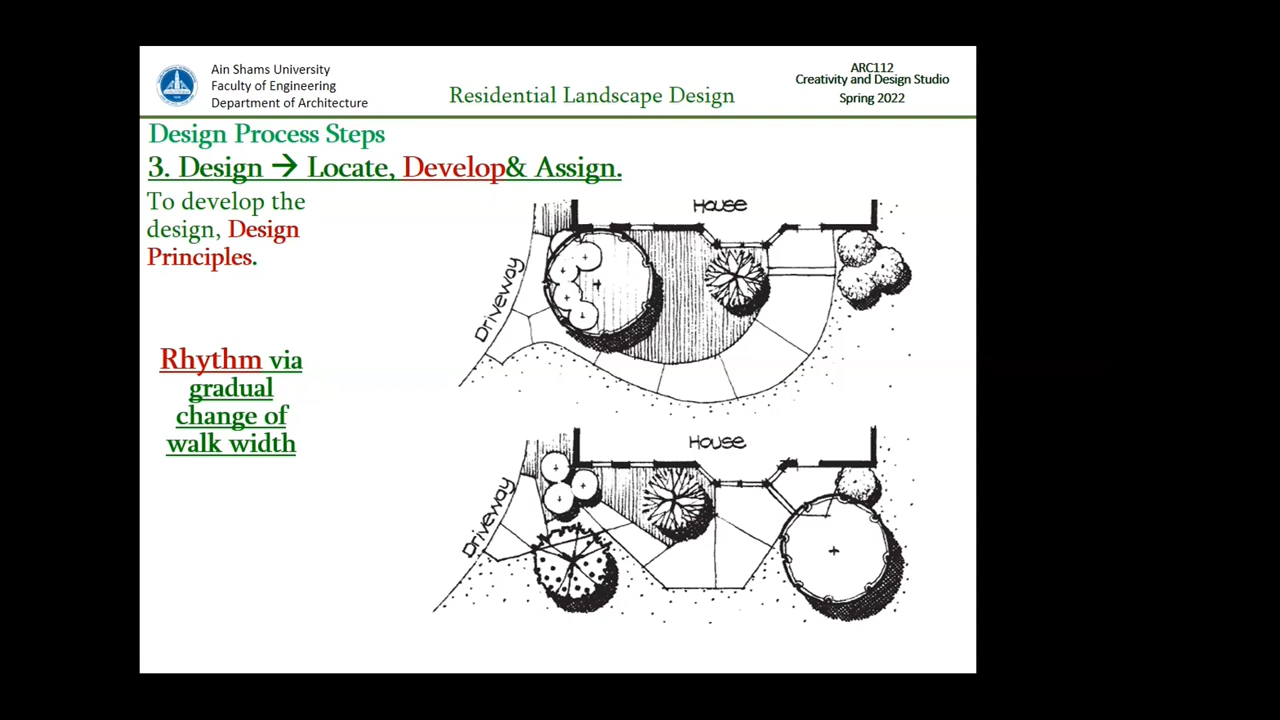 Ain Shams University
Faculty of Engineering
Department of Architecture
Residential Landscape Design
ARC112
Creativity and Design Studio
Spring 2022
Design Process Steps
3. Design → Locate, Develop& Assign.
To develop the
design, Design
Principles.
Rhythm via
gradual
change of
walk width
House
Driveway
House
Driveway